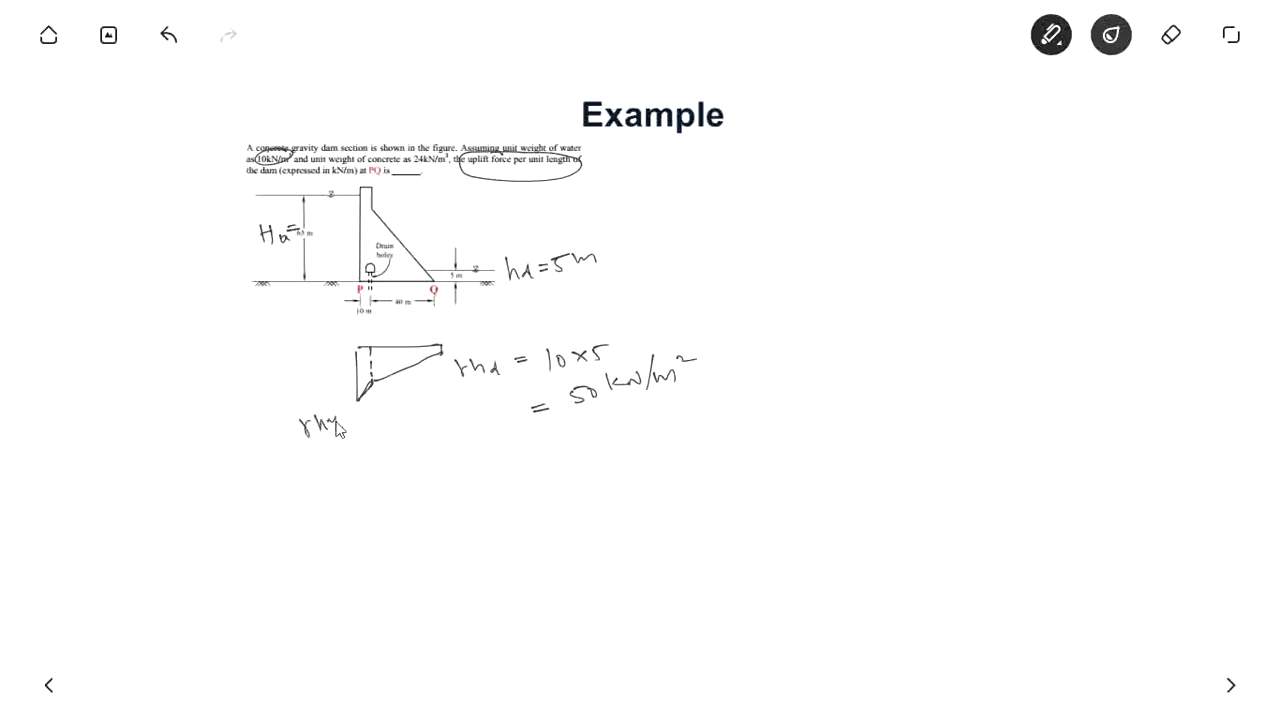 Example
A concrete gravity dam section is shown in the figure. Assuming unit weight of water
as 10kN/m³ and unit weight of concrete as 24kN/m³, the uplift force per unit length of
the dam (expressed in kN/m) at PQ is ______.
Hu=
65 m
Drain
holes
5 m
hd=5m
P
Q
40 m
10 m
γhd = 10×5
= 50 kN/m²
γhu